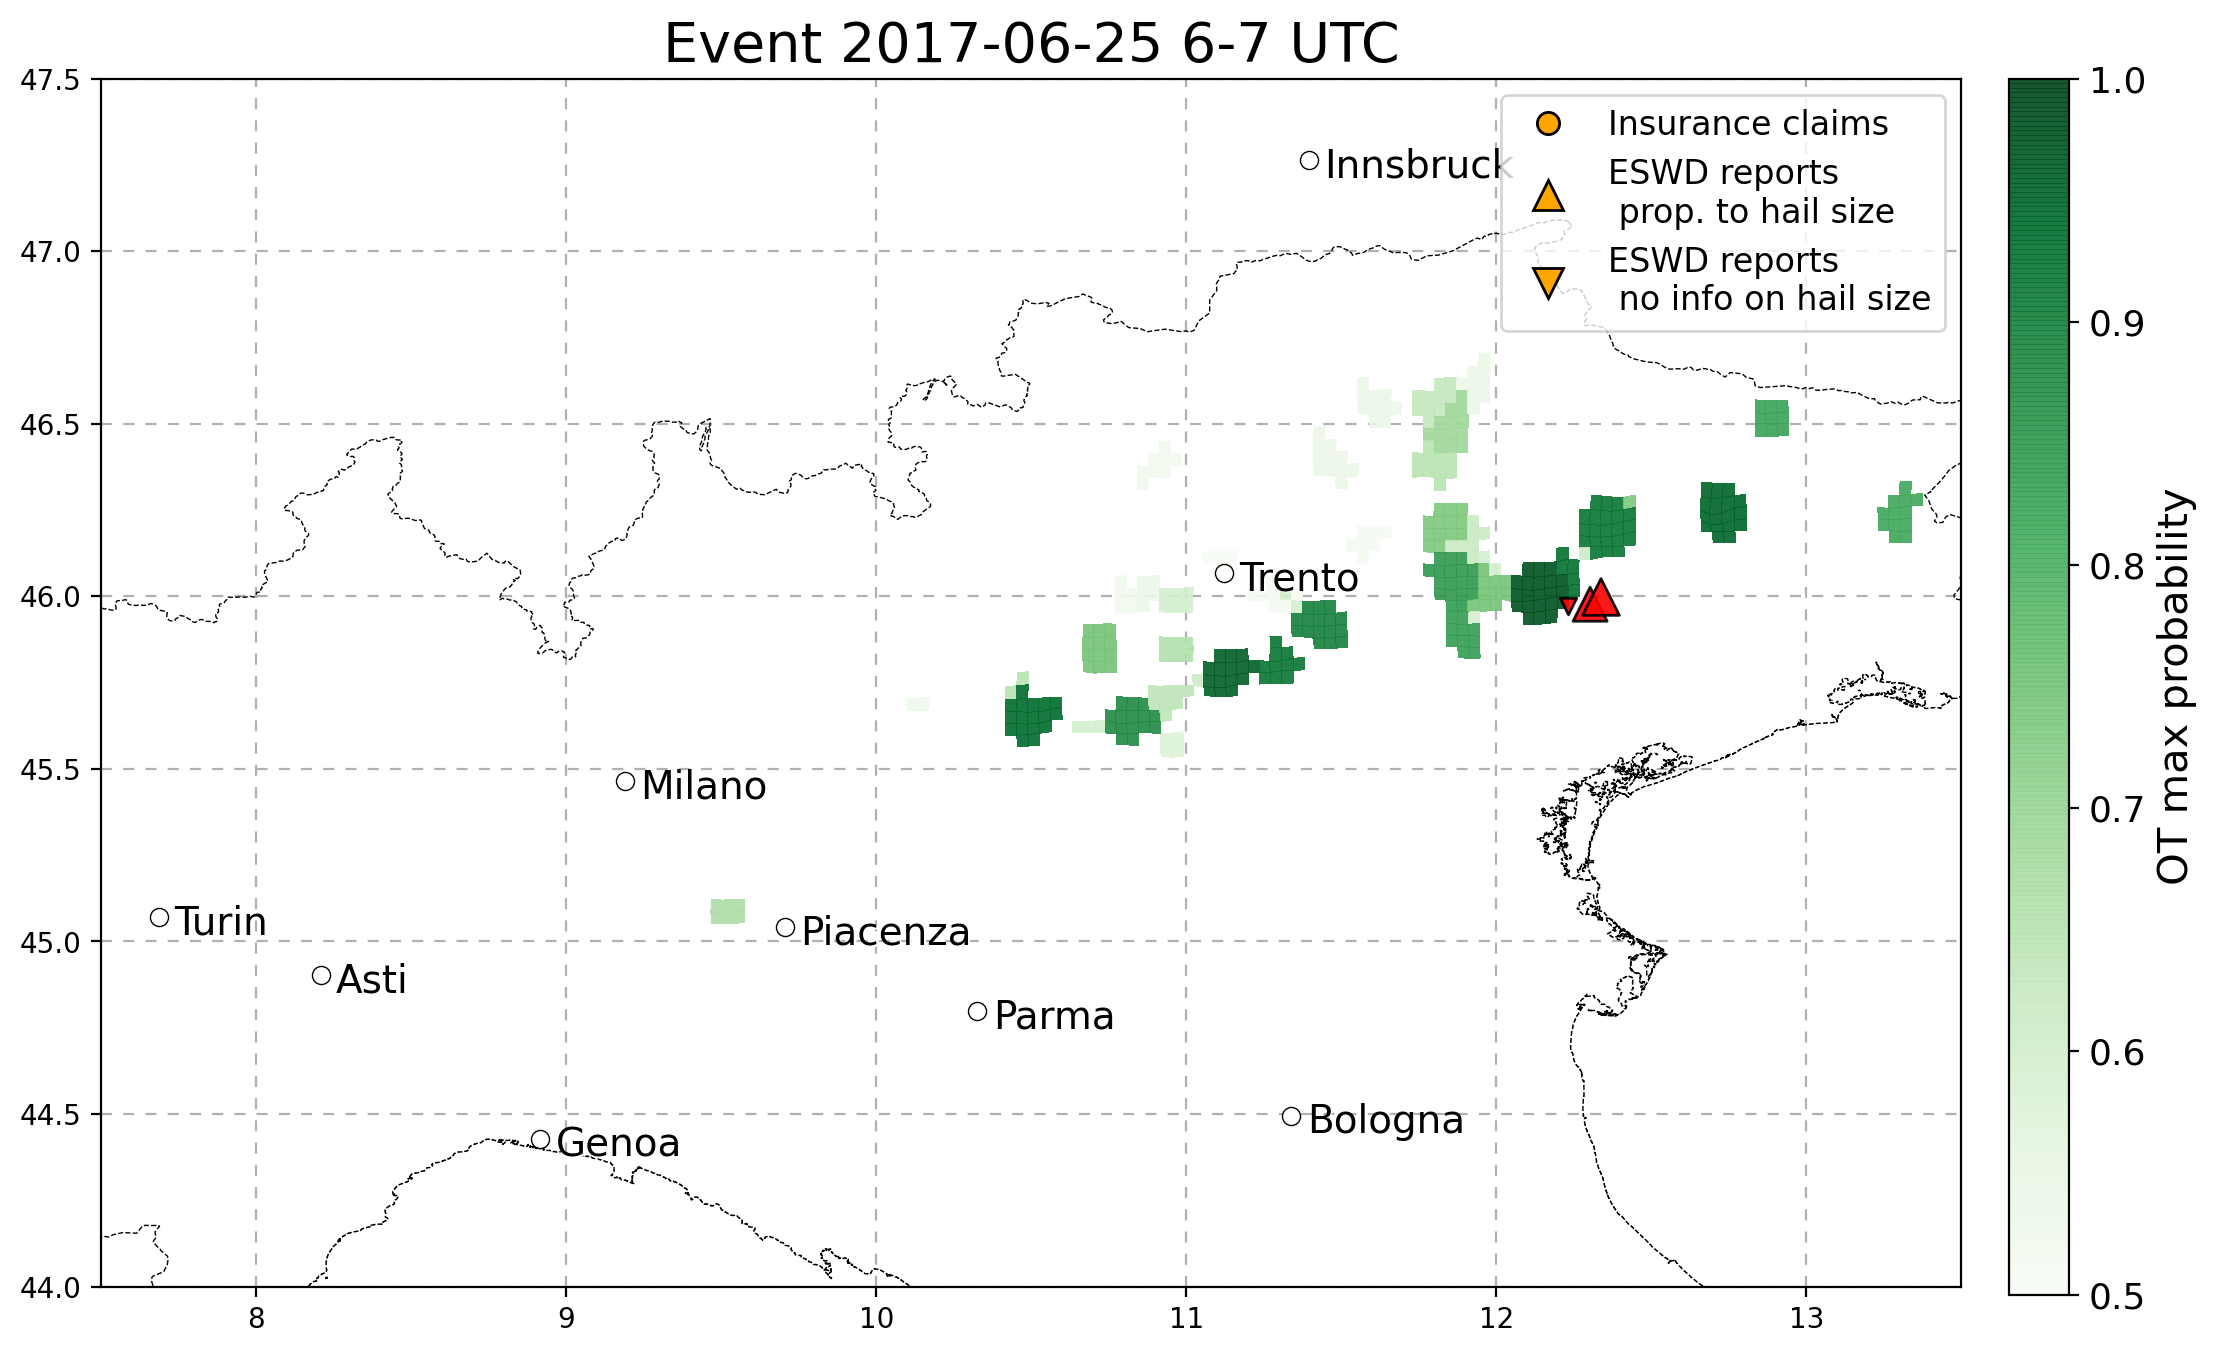 Event 2017-06-25 6-7 UTC
47.5
47.0
46.5
46.0
45.5
45.0
44.5
44.0
8
9
10
11
12
13
Insurance claims
ESWD reports
prop. to hail size
ESWD reports
no info on hail size
Innsbruck
Trento
Milano
Turin
Piacenza
Asti
Parma
Bologna
Genoa
1.0
0.9
0.8
0.7
0.6
0.5
OT max probability